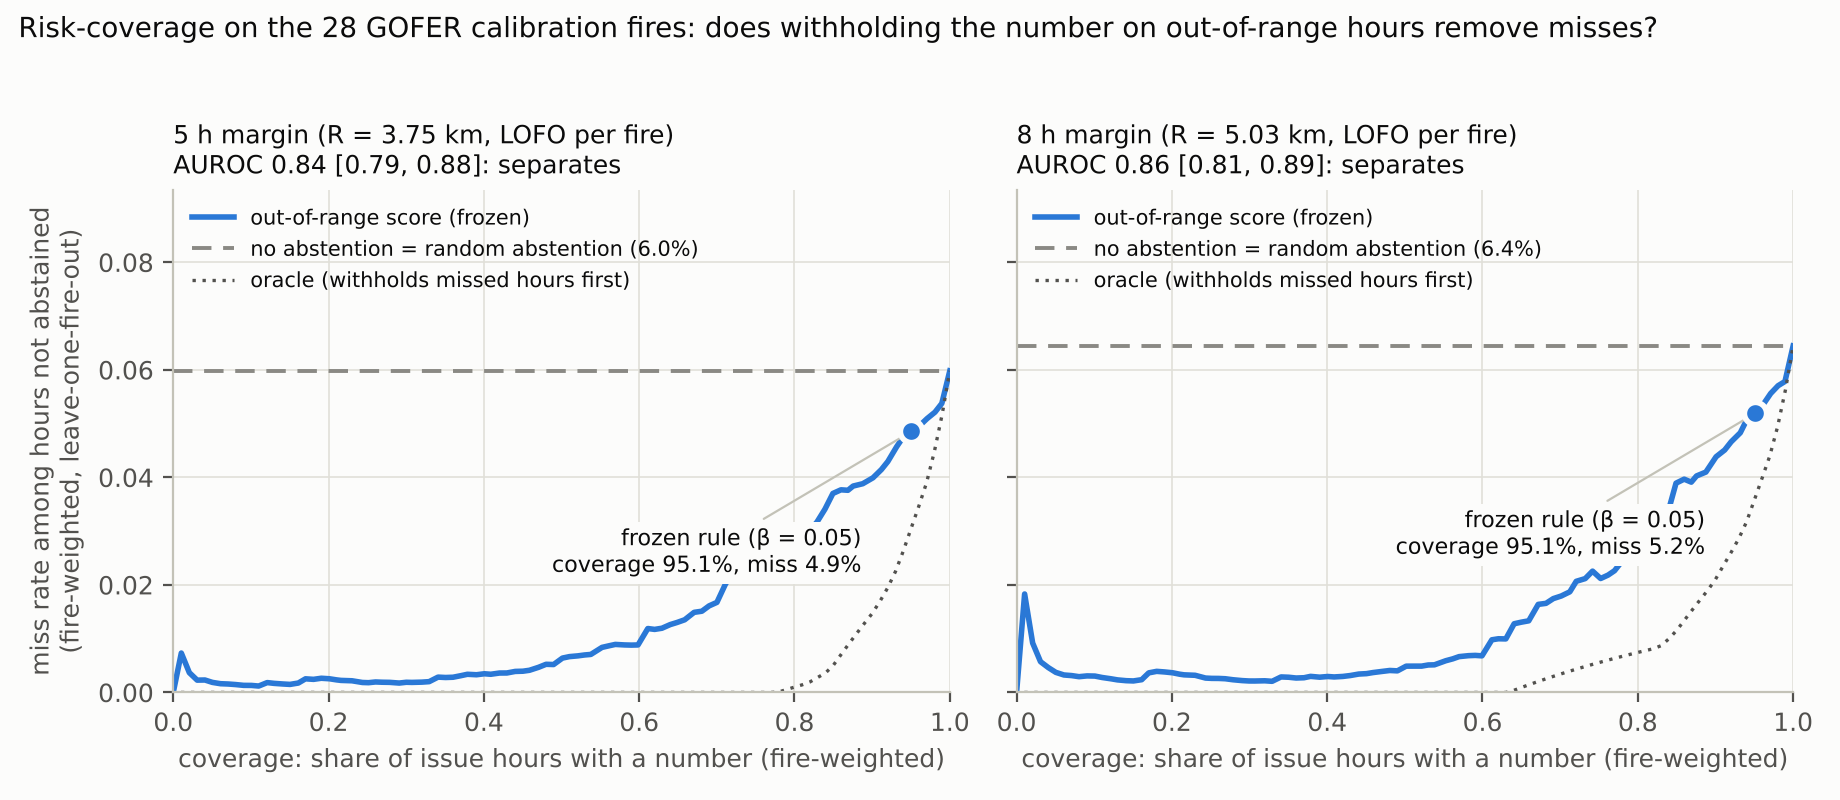 Risk-coverage on the 28 GOFER calibration fires: does withholding the number on out-of-range hours remove misses?
5 h margin (R = 3.75 km, LOFO per fire)
AUROC 0.84 [0.79, 0.88]: separates
miss rate among hours not abstained
(fire-weighted, leave-one-fire-out)
out-of-range score (frozen)
no abstention = random abstention (6.0%)
oracle (withholds missed hours first)
0.08
0.06
0.04
0.02
0.00
frozen rule (β = 0.05)
coverage 95.1%, miss 4.9%
0.0 0.2 0.4 0.6 0.8 1.0
coverage: share of issue hours with a number (fire-weighted)
8 h margin (R = 5.03 km, LOFO per fire)
AUROC 0.86 [0.81, 0.89]: separates
out-of-range score (frozen)
no abstention = random abstention (6.4%)
oracle (withholds missed hours first)
frozen rule (β = 0.05)
coverage 95.1%, miss 5.2%
0.0 0.2 0.4 0.6 0.8 1.0
coverage: share of issue hours with a number (fire-weighted)